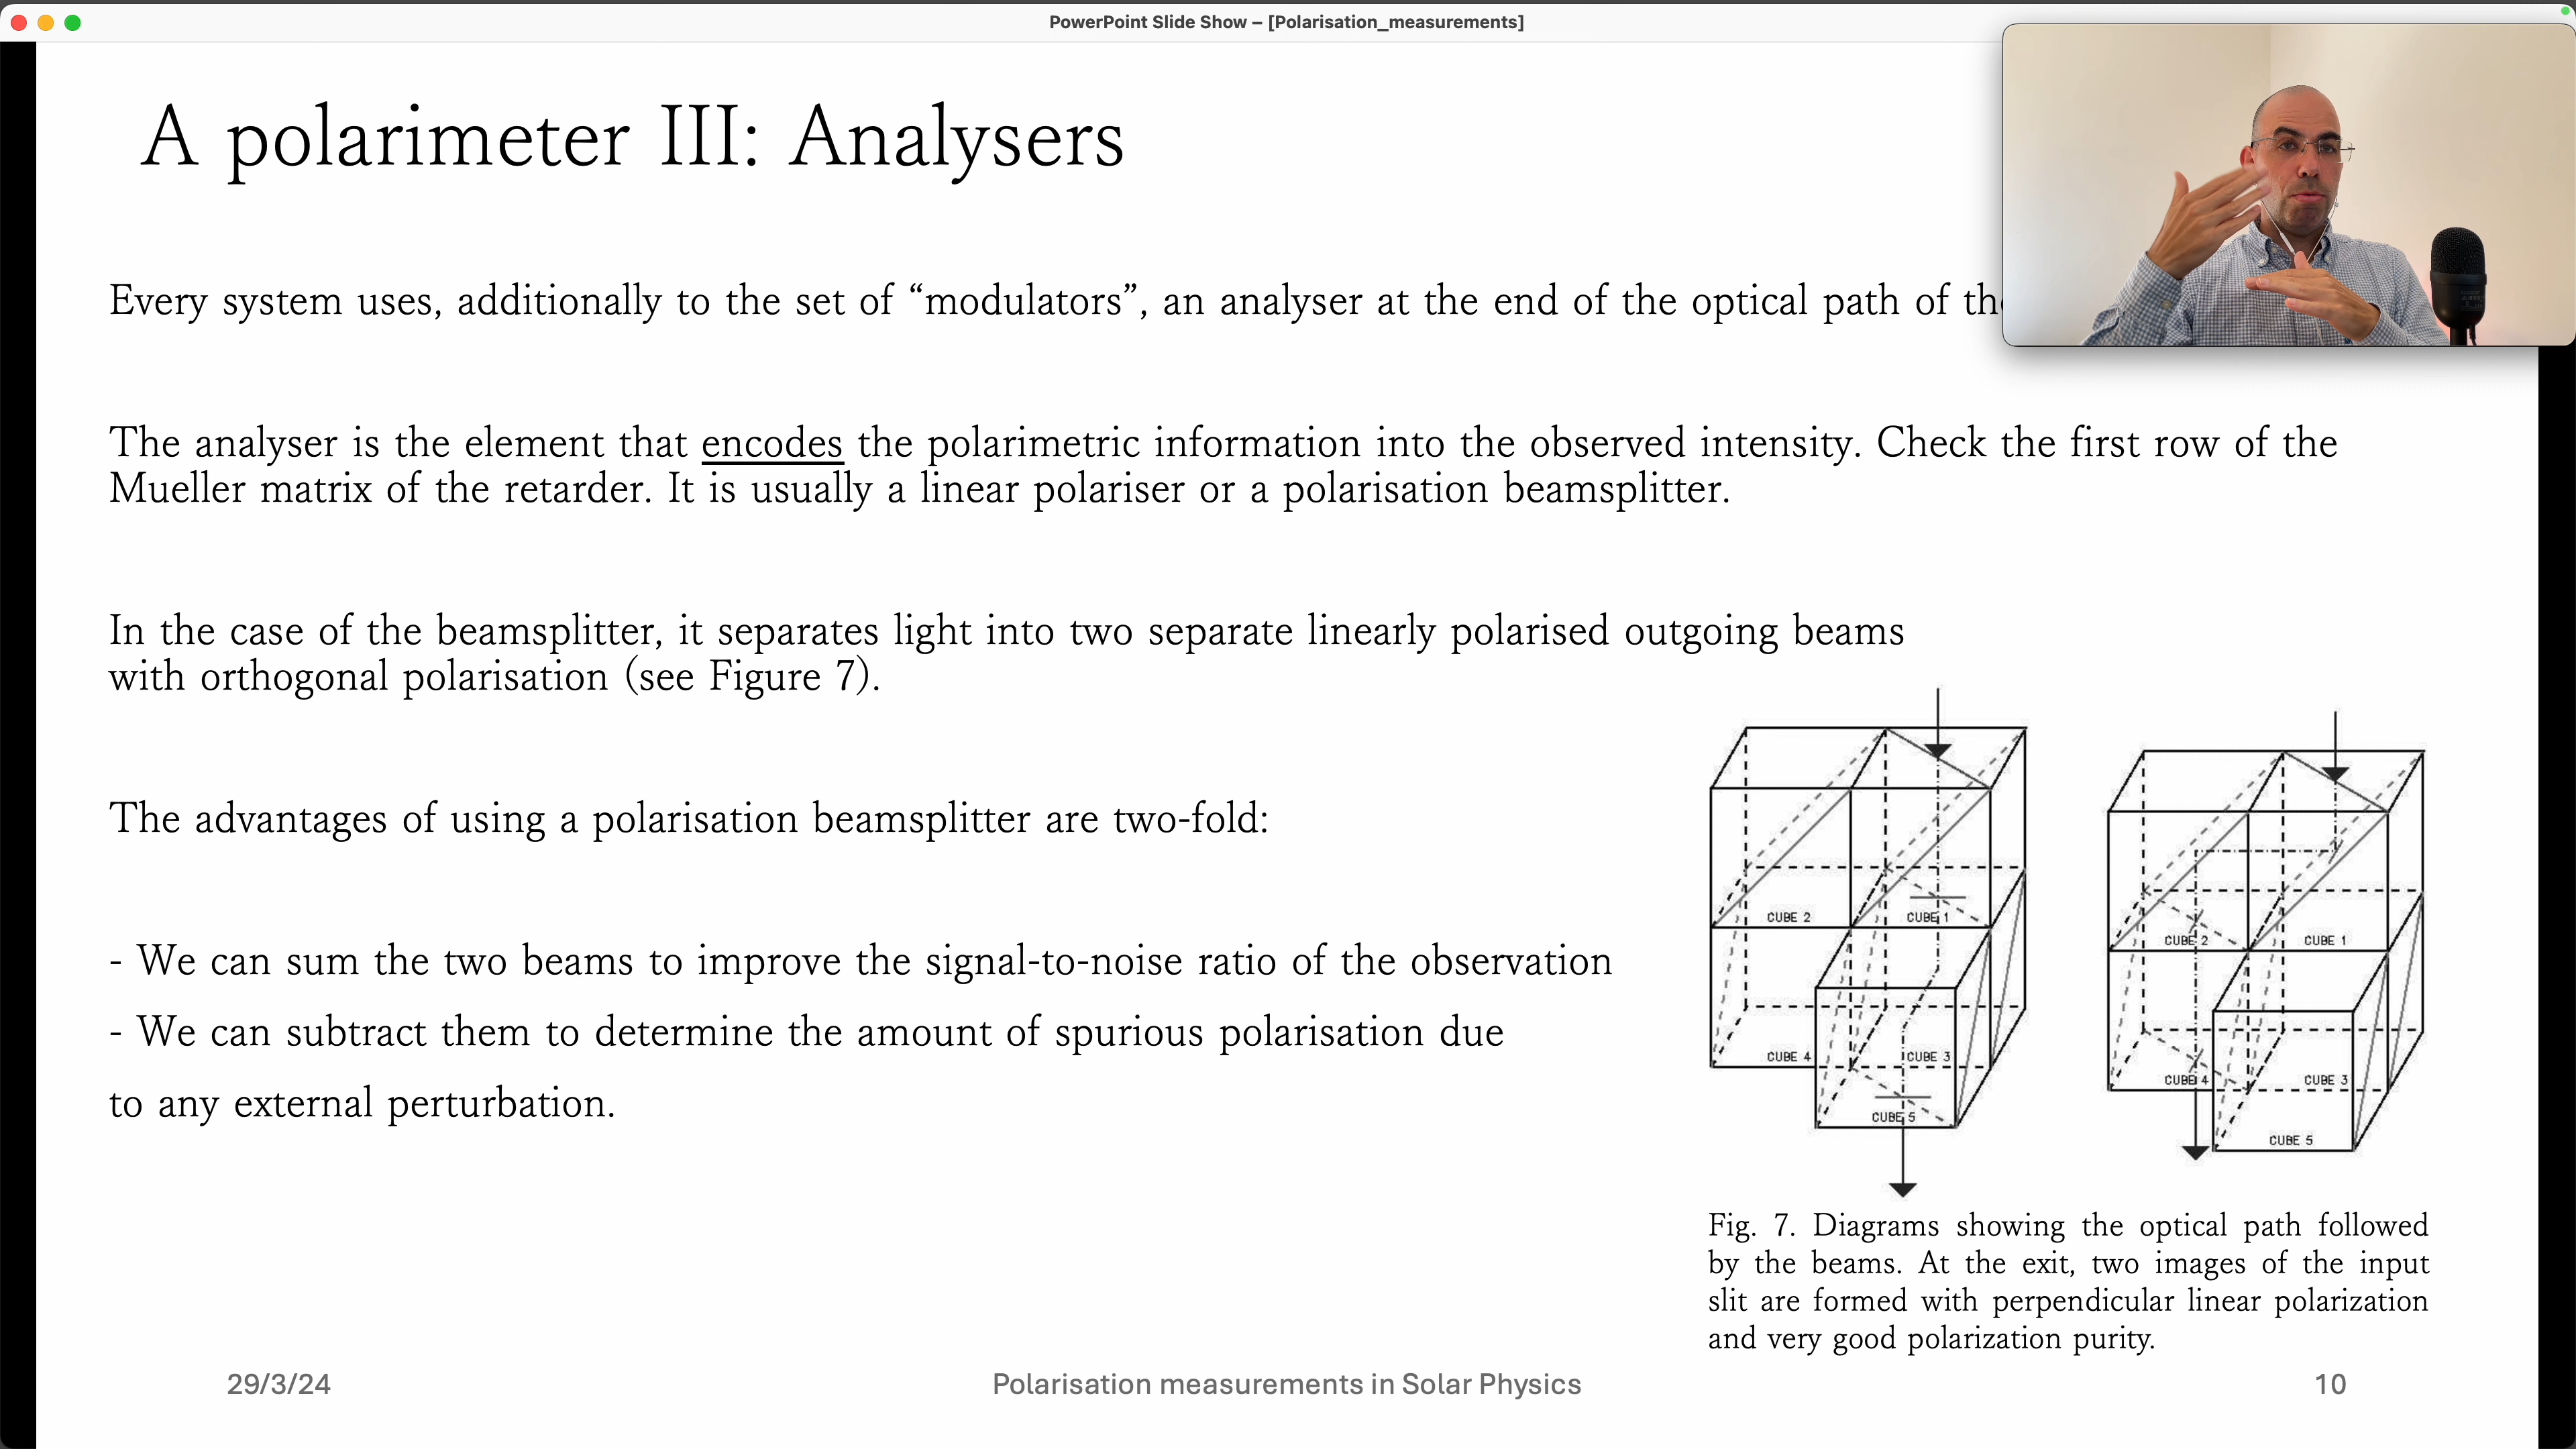 PowerPoint Slide Show – [Polarisation_measurements]
A polarimeter III: Analysers
Every system uses, additionally to the set of “modulators”, an analyser at the end of the optical path of
The analyser is the element that encodes the polarimetric information into the observed intensity. Check the first row of the
Mueller matrix of the retarder. It is usually a linear polariser or a polarisation beamsplitter.
In the case of the beamsplitter, it separates light into two separate linearly polarised outgoing beams
with orthogonal polarisation (see Figure 7).
The advantages of using a polarisation beamsplitter are two-fold:
- We can sum the two beams to improve the signal-to-noise ratio of the observation
- We can subtract them to determine the amount of spurious polarisation due
to any external perturbation.
CUBE 2
CUBE 1
CUBE 4
CUBE 3
CUBE 5
CUBE 2
CUBE 1
CUBE 4
CUBE 3
CUBE 5
Fig. 7. Diagrams showing the optical path followed
by the beams. At the exit, two images of the input
slit are formed with perpendicular linear polarization
and very good polarization purity.
29/3/24
Polarisation measurements in Solar Physics
10